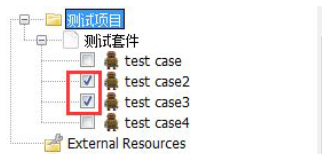 测试项目
测试套件
test case
test case2
test case3
test case4
External Resources